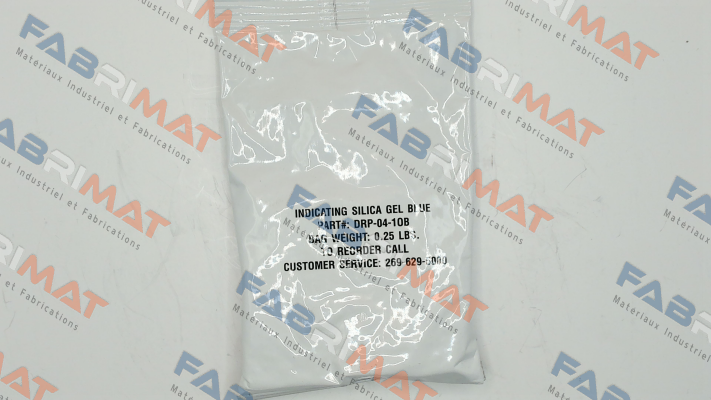 INDICATING SILICA GEL BLUE
PART#: DRP-04-10B
BAG WEIGHT: 0.25 LBS.
TO REORDER CALL
CUSTOMER SERVICE: 269-629-5000
FABRIMAT
Matériaux Industriel et Fabrications